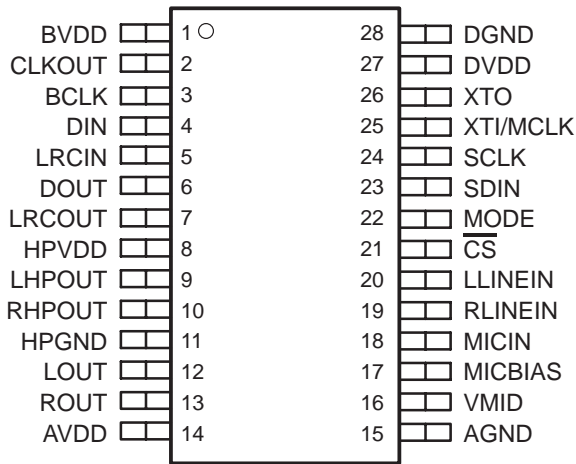 BVDD 1 28 DGND
CLKOUT 2 27 DVDD
BCLK 3 26 XTO
DIN 4 25 XTI/MCLK
LRCIN 5 24 SCLK
DOUT 6 23 SDIN
LRCOUT 7 22 MODE
HPVDD 8 21 C̅S̅
LHPOUT 9 20 LLINEIN
RHPOUT 10 19 RLINEIN
HPGND 11 18 MICIN
LOUT 12 17 MICBIAS
ROUT 13 16 VMID
AVDD 14 15 AGND